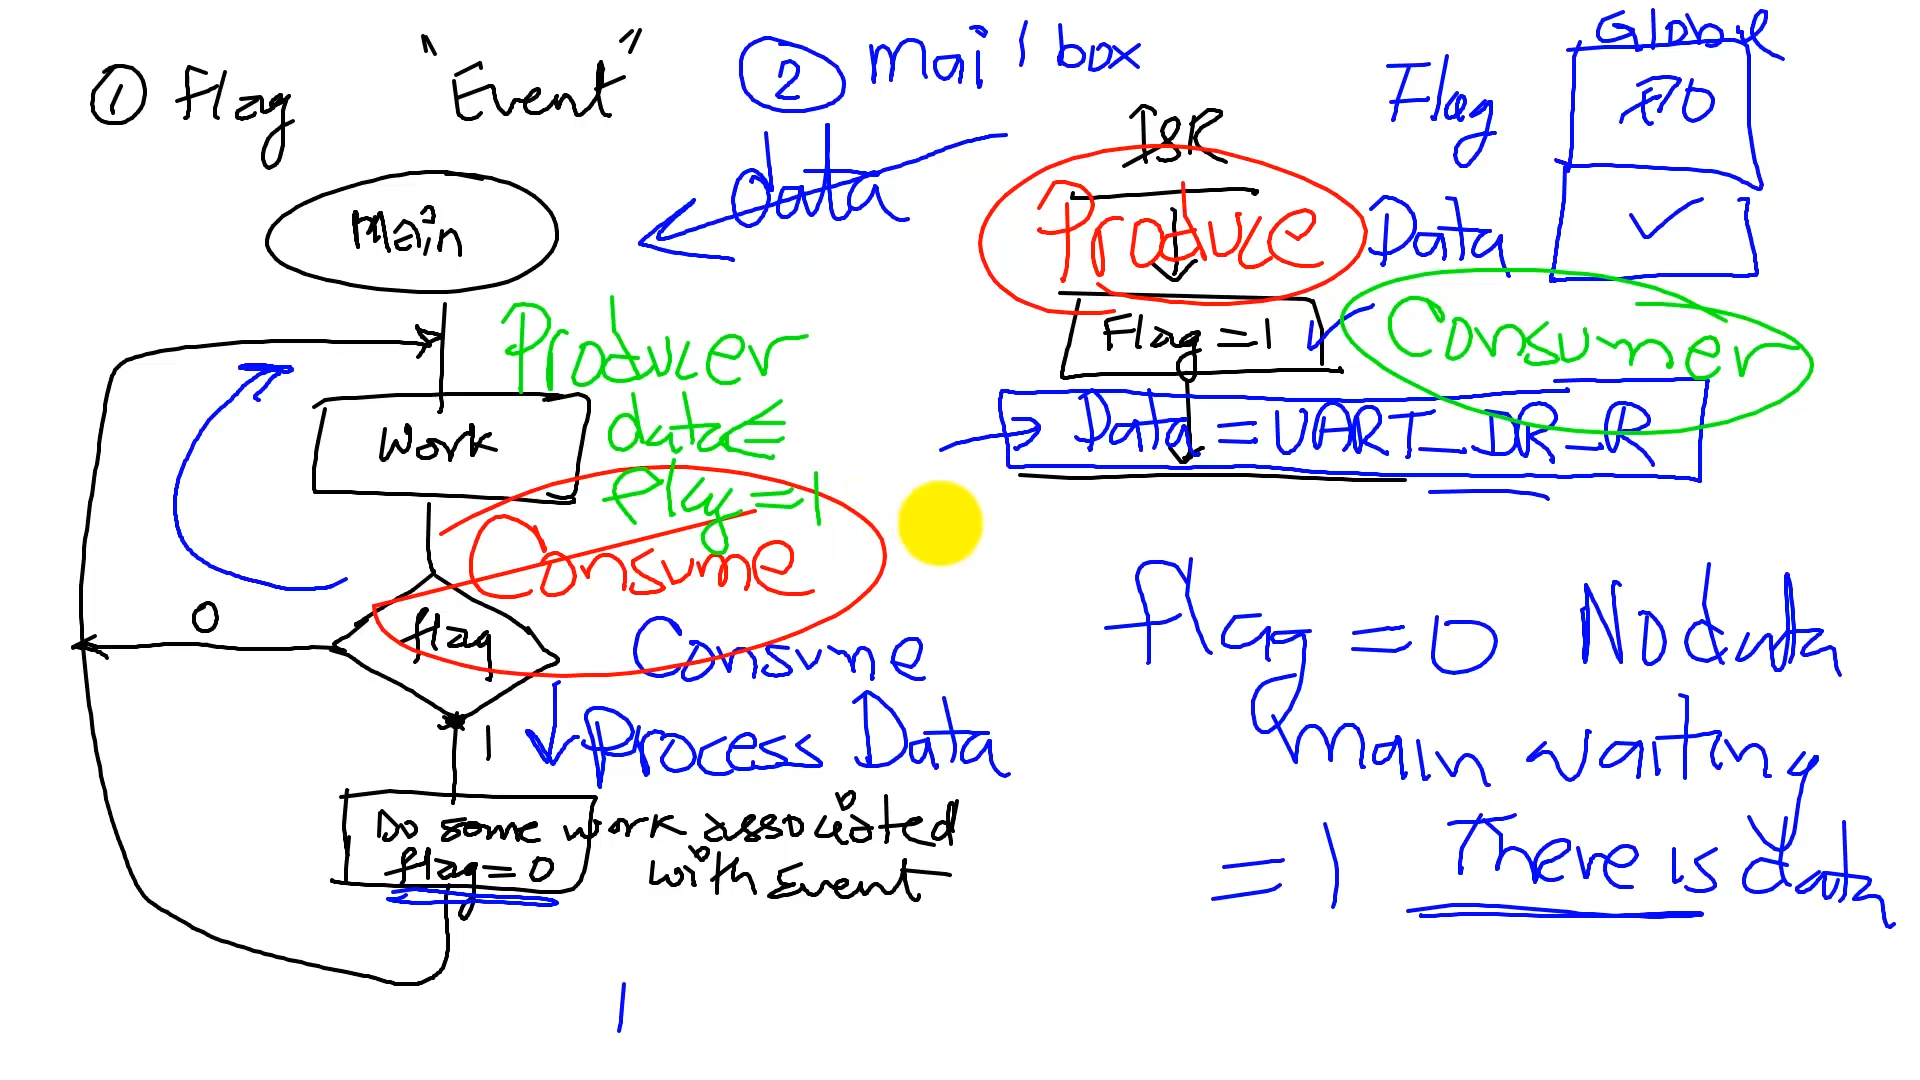 ① Flag "Event"
② Mailbox
data
Global
Flag
Data
ISR
Produce
Flag = 1
Consumer
Data = UART_DR_R
Main
Producer
data =
flag = 1
Work
Consume
flag
0
1
Consume
Process Data
Do some work associated
with Event
flag = 0
flag = 0 No data
main waiting
= 1 There is data